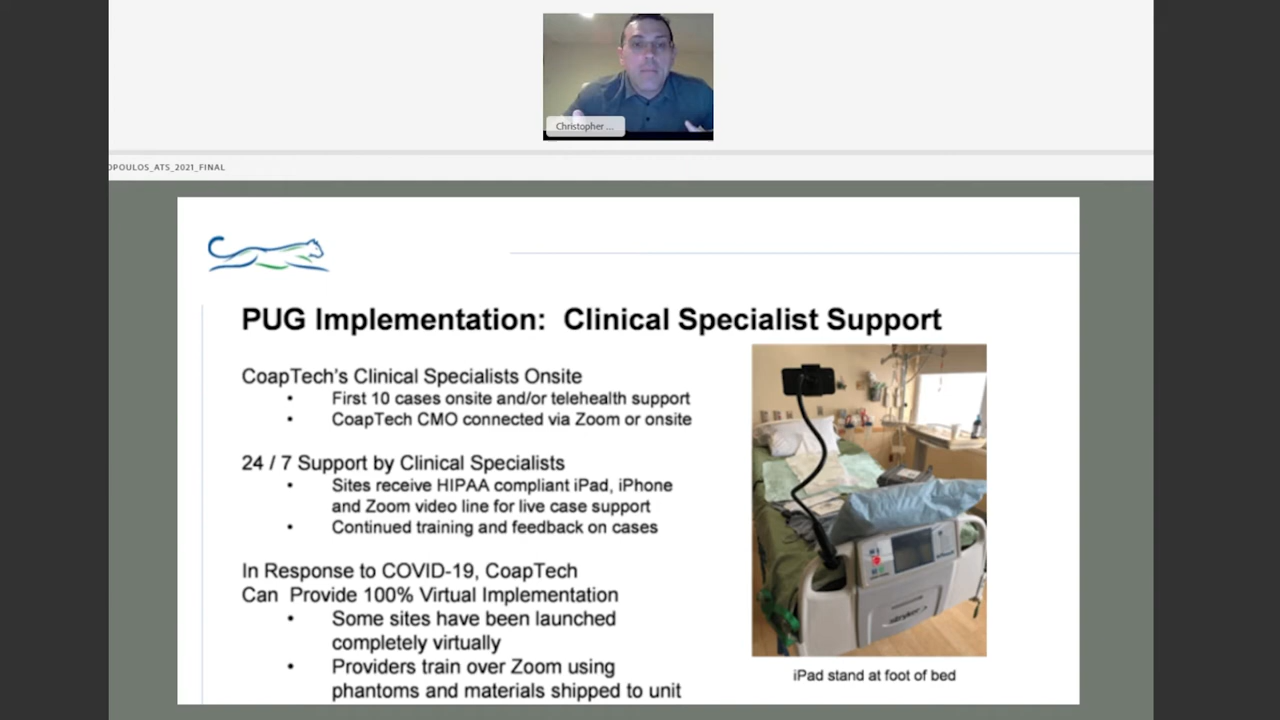 Christopher ...
OPOULOS_ATS_2021_FINAL
PUG Implementation: Clinical Specialist Support
CoapTech's Clinical Specialists Onsite
• First 10 cases onsite and/or telehealth support
• CoapTech CMO connected via Zoom or onsite
24 / 7 Support by Clinical Specialists
• Sites receive HIPAA compliant iPad, iPhone
and Zoom video line for live case support
• Continued training and feedback on cases
In Response to COVID-19, CoapTech
Can Provide 100% Virtual Implementation
• Some sites have been launched
completely virtually
• Providers train over Zoom using
phantoms and materials shipped to unit
stryker
iPad stand at foot of bed